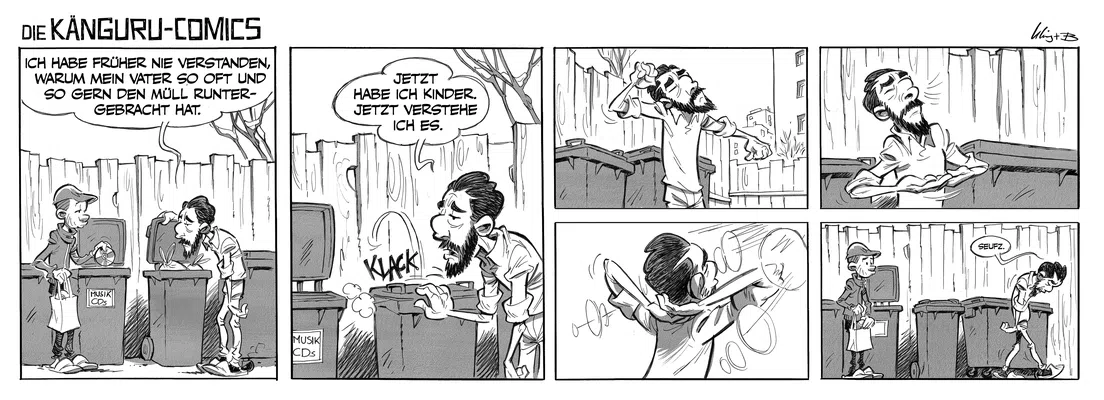 DIE KÄNGURU-COMICS
ICH HABE FRÜHER NIE VERSTANDEN,
WARUM MEIN VATER SO OFT UND
SO GERN DEN MÜLL RUNTER-
GEBRACHT HAT.
MUSIK
CDs
JETZT
HABE ICH KINDER.
JETZT VERSTEHE
ICH ES.
KLACK
MUSIK
CDs
SEUFZ.